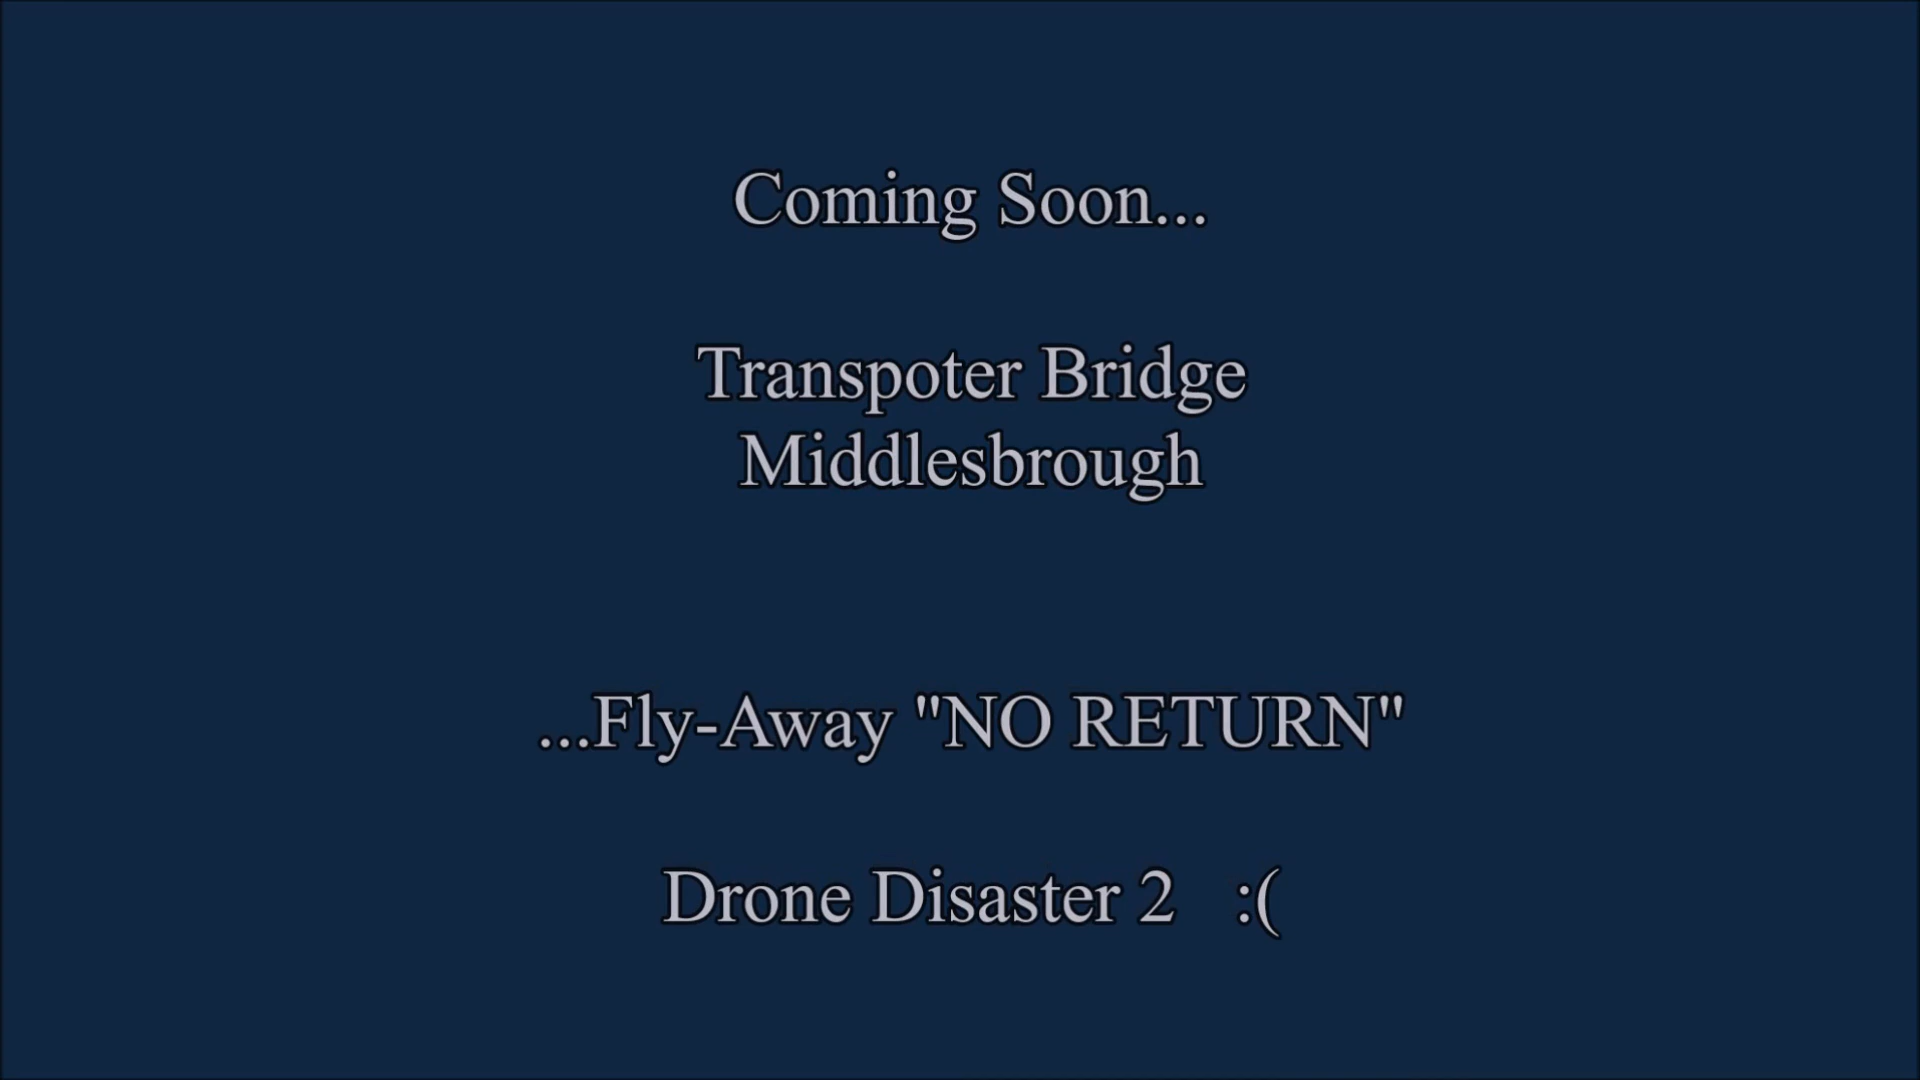 Coming Soon...
Transpoter Bridge
Middlesbrough
...Fly-Away "NO RETURN"
Drone Disaster 2 :(